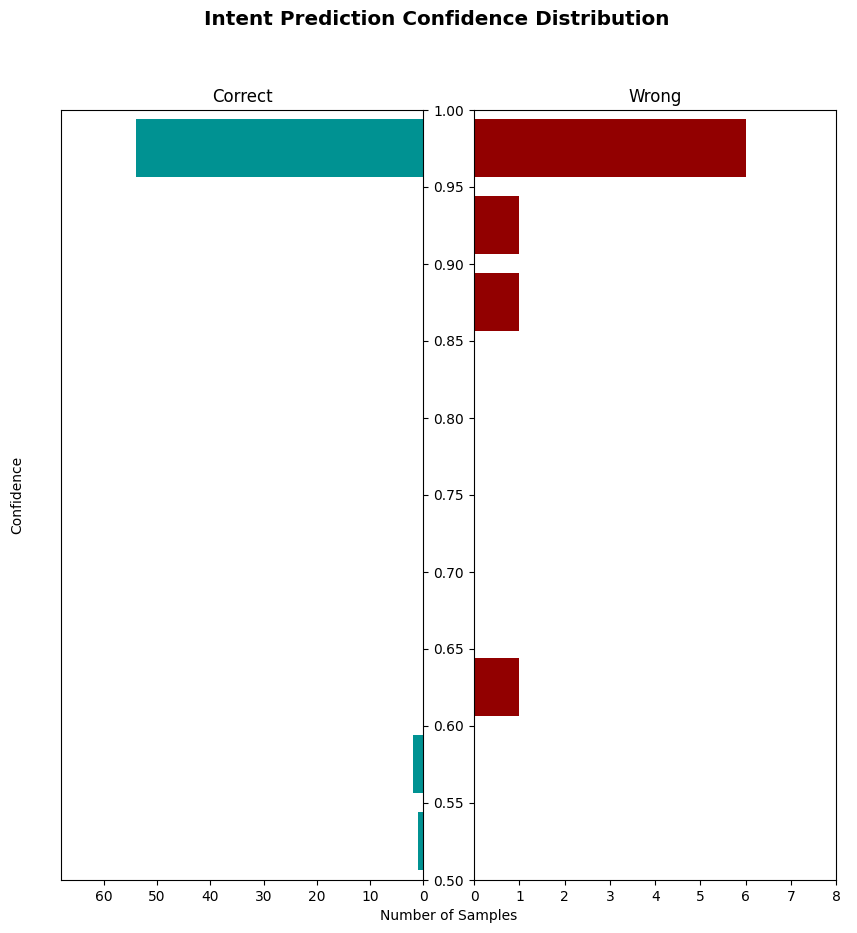 Intent Prediction Confidence Distribution
Correct
Wrong
1.00
0.95
0.90
0.85
0.80
0.75
0.70
0.65
0.60
0.55
0.50
Confidence
60 50 40 30 20 10 0
0 1 2 3 4 5 6 7 8
Number of Samples